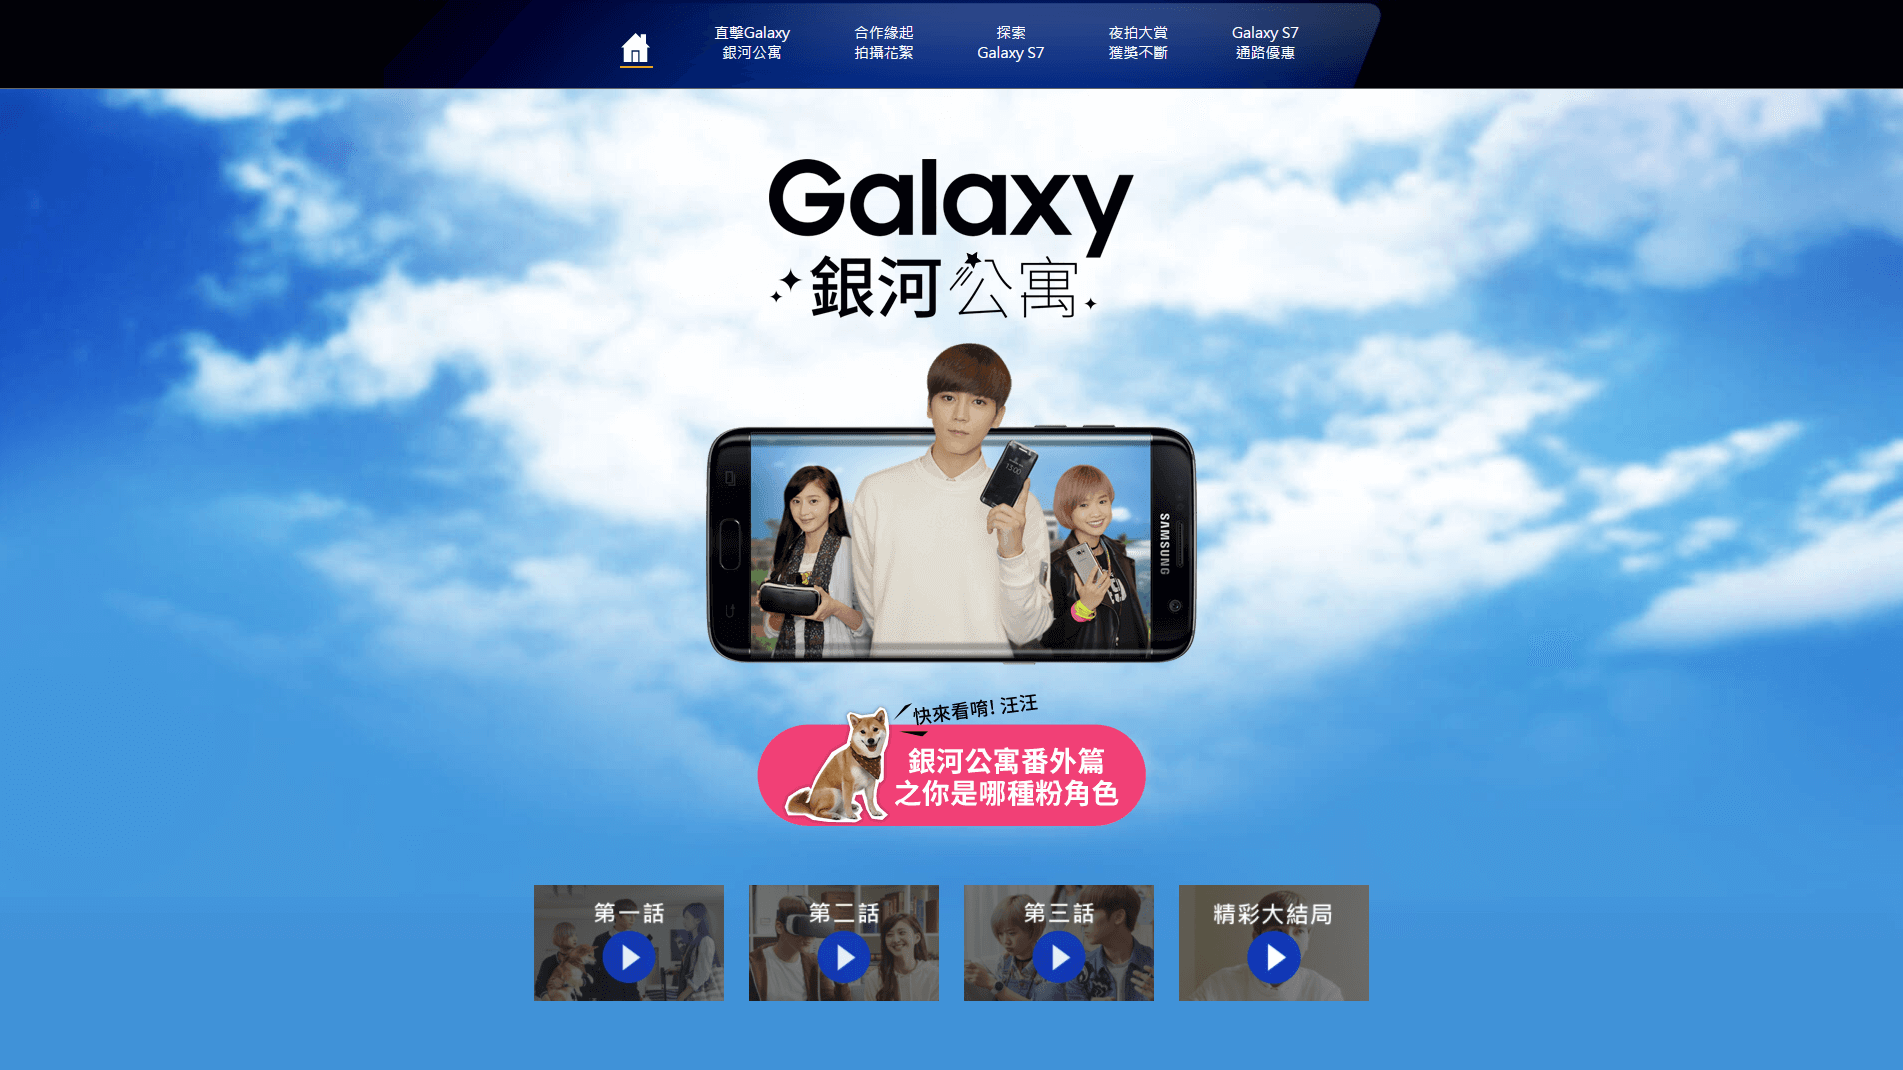 直擊Galaxy
銀河公寓
合作緣起
拍攝花絮
探索
Galaxy S7
夜拍大賞
獲獎不斷
Galaxy S7
通路優惠
Galaxy
銀河公寓
13:00
SAMSUNG
快來看唷! 汪汪
銀河公寓番外篇
之你是哪種粉角色
第一話
第二話
第三話
精彩大結局